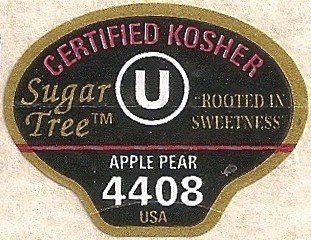 CERTIFIED KOSHER
U
Sugar Tree™
"ROOTED IN
SWEETNESS"
APPLE PEAR
4408
USA